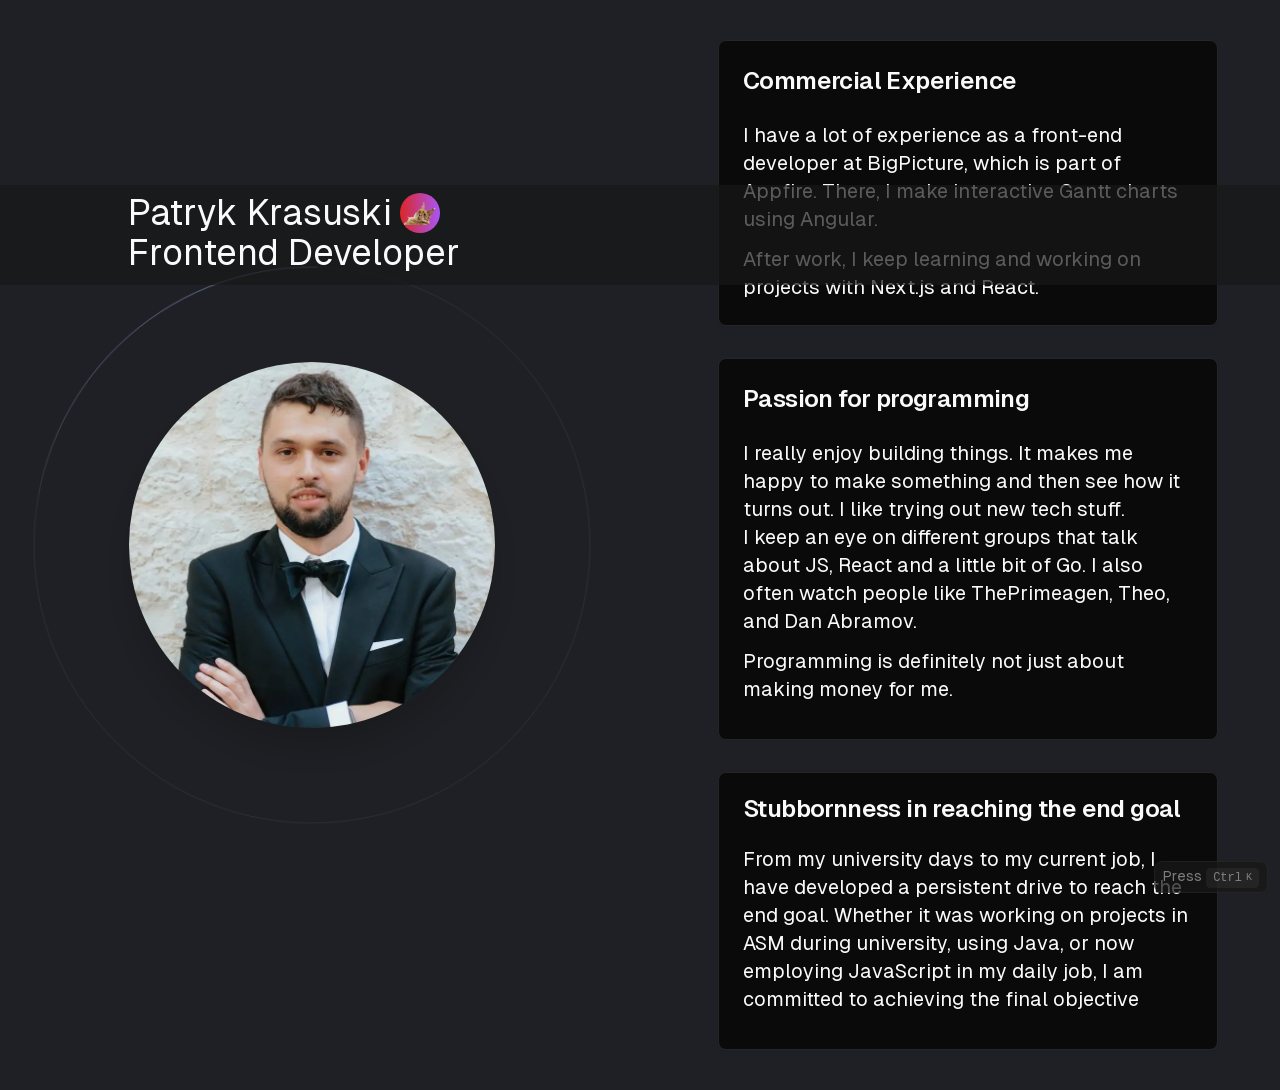 Patryk Krasuski
Frontend Developer
Commercial Experience
I have a lot of experience as a front-end
developer at BigPicture, which is part of
Appfire. There, I make interactive Gantt charts
using Angular.
After work, I keep learning and working on
projects with Next.js and React.
Passion for programming
I really enjoy building things. It makes me
happy to make something and then see how it
turns out. I like trying out new tech stuff.
I keep an eye on different groups that talk
about JS, React and a little bit of Go. I also
often watch people like ThePrimeagen, Theo,
and Dan Abramov.
Programming is definitely not just about
making money for me.
Stubbornness in reaching the end goal
From my university days to my current job, I
have developed a persistent drive to reach the
end goal. Whether it was working on projects in
ASM during university, using Java, or now
employing JavaScript in my daily job, I am
committed to achieving the final objective
Press Ctrl K